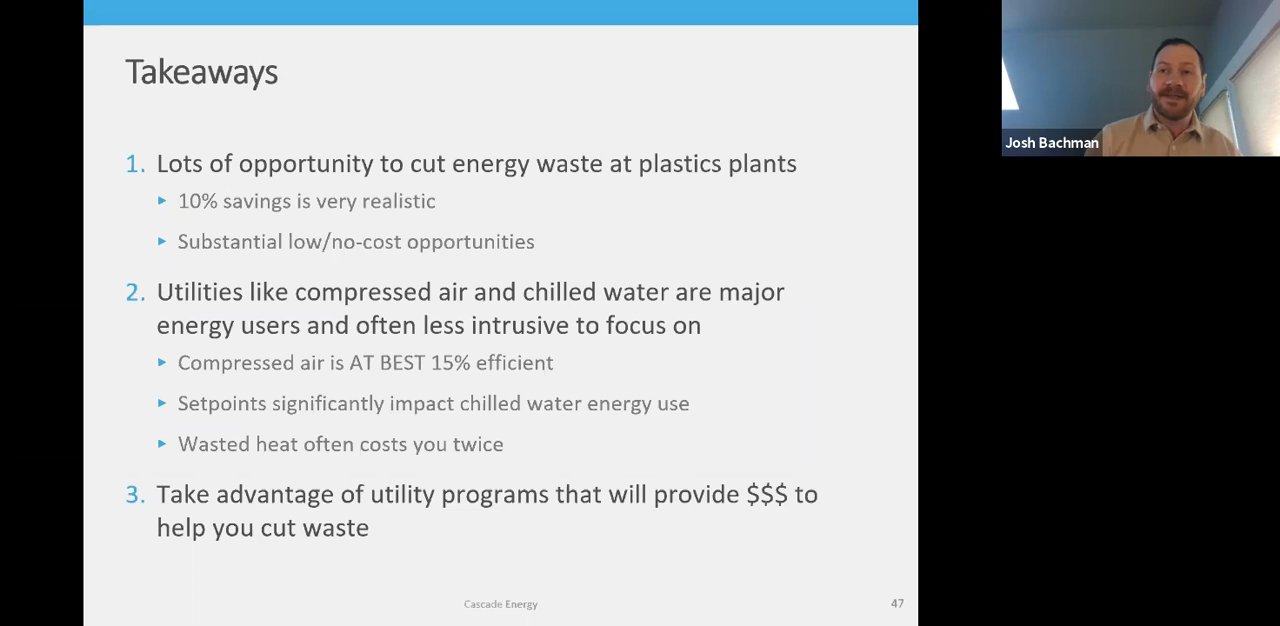 Takeaways
1. Lots of opportunity to cut energy waste at plastics plants
10% savings is very realistic
Substantial low/no-cost opportunities
2. Utilities like compressed air and chilled water are major
energy users and often less intrusive to focus on
Compressed air is AT BEST 15% efficient
Setpoints significantly impact chilled water energy use
Wasted heat often costs you twice
3. Take advantage of utility programs that will provide $$$ to
help you cut waste
Cascade Energy
47
Josh Bachman